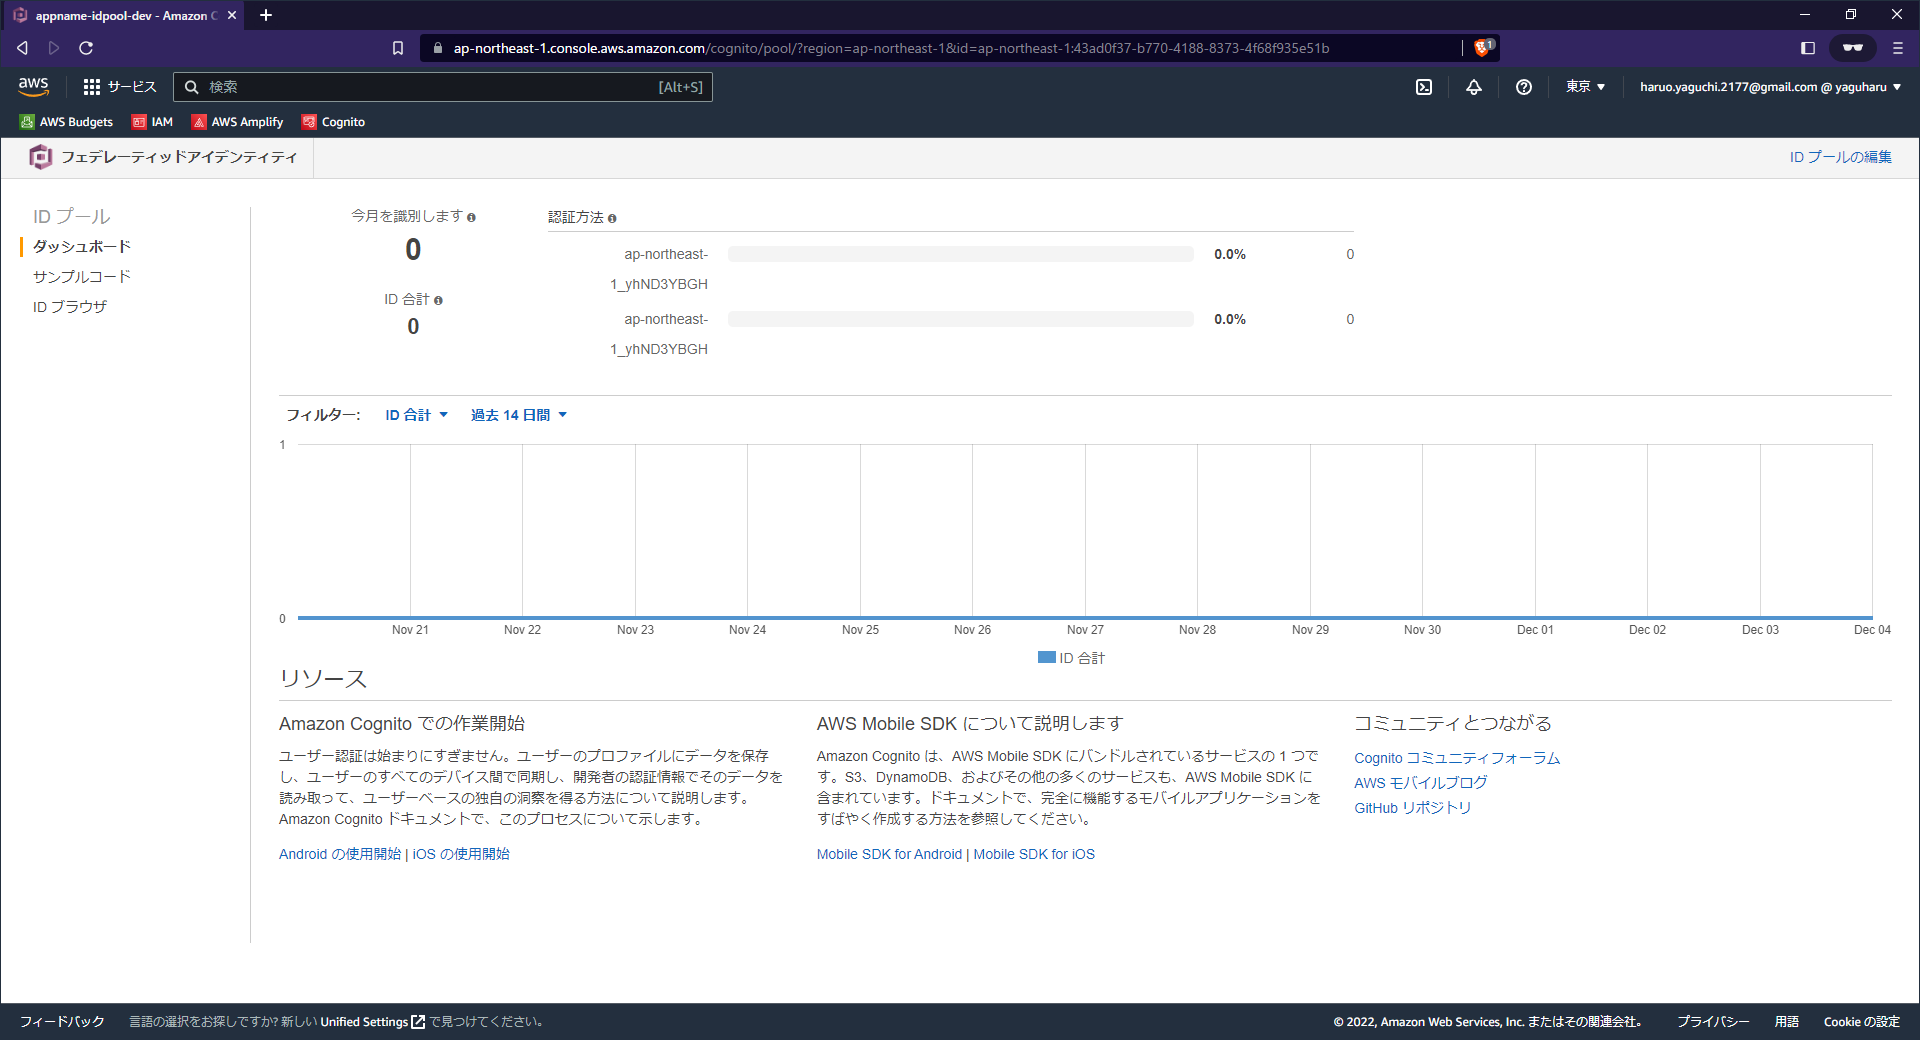 appname-idpool-dev - Amazon C
ap-northeast-1.console.aws.amazon.com/cognito/pool/?region=ap-northeast-1&id=ap-northeast-1:43ad0f37-b770-4188-8373-4f68f935e51b
1
aws
サービス
検索
[Alt+S]
東京
haruo.yaguchi.2177@gmail.com @ yaguharu
AWS Budgets
IAM
AWS Amplify
Cognito
フェデレーティッドアイデンティティ
ID プールの編集
ID プール
ダッシュボード
サンプルコード
ID ブラウザ
今月を識別します
0
ID 合計
0
認証方法
ap-northeast-
1_yhND3YBGH
0.0%
0
ap-northeast-
1_yhND3YBGH
0.0%
0
フィルター:
ID 合計
過去 14 日間
1
0
Nov 21
Nov 22
Nov 23
Nov 24
Nov 25
Nov 26
Nov 27
Nov 28
Nov 29
Nov 30
Dec 01
Dec 02
Dec 03
Dec 04
ID 合計
リソース
Amazon Cognito での作業開始
ユーザー認証は始まりにすぎません。ユーザーのプロファイルにデータを保存
し、ユーザーのすべてのデバイス間で同期し、開発者の認証情報でそのデータを
読み取って、ユーザーベースの独自の洞察を得る方法について説明します。
Amazon Cognito ドキュメントで、このプロセスについて示します。
Android の使用開始 | iOS の使用開始
AWS Mobile SDK について説明します
Amazon Cognito は、AWS Mobile SDK にバンドルされているサービスの 1 つで
す。S3、DynamoDB、およびその他の多くのサービスも、AWS Mobile SDK に
含まれています。ドキュメントで、完全に機能するモバイルアプリケーションを
すばやく作成する方法を参照してください。
Mobile SDK for Android | Mobile SDK for iOS
コミュニティとつながる
Cognito コミュニティフォーラム
AWS モバイルブログ
GitHub リポジトリ
フィードバック
言語の選択をお探しですか? 新しい Unified Settings で見つけてください。
© 2022, Amazon Web Services, Inc. またはその関連会社。
プライバシー
用語
Cookie の設定